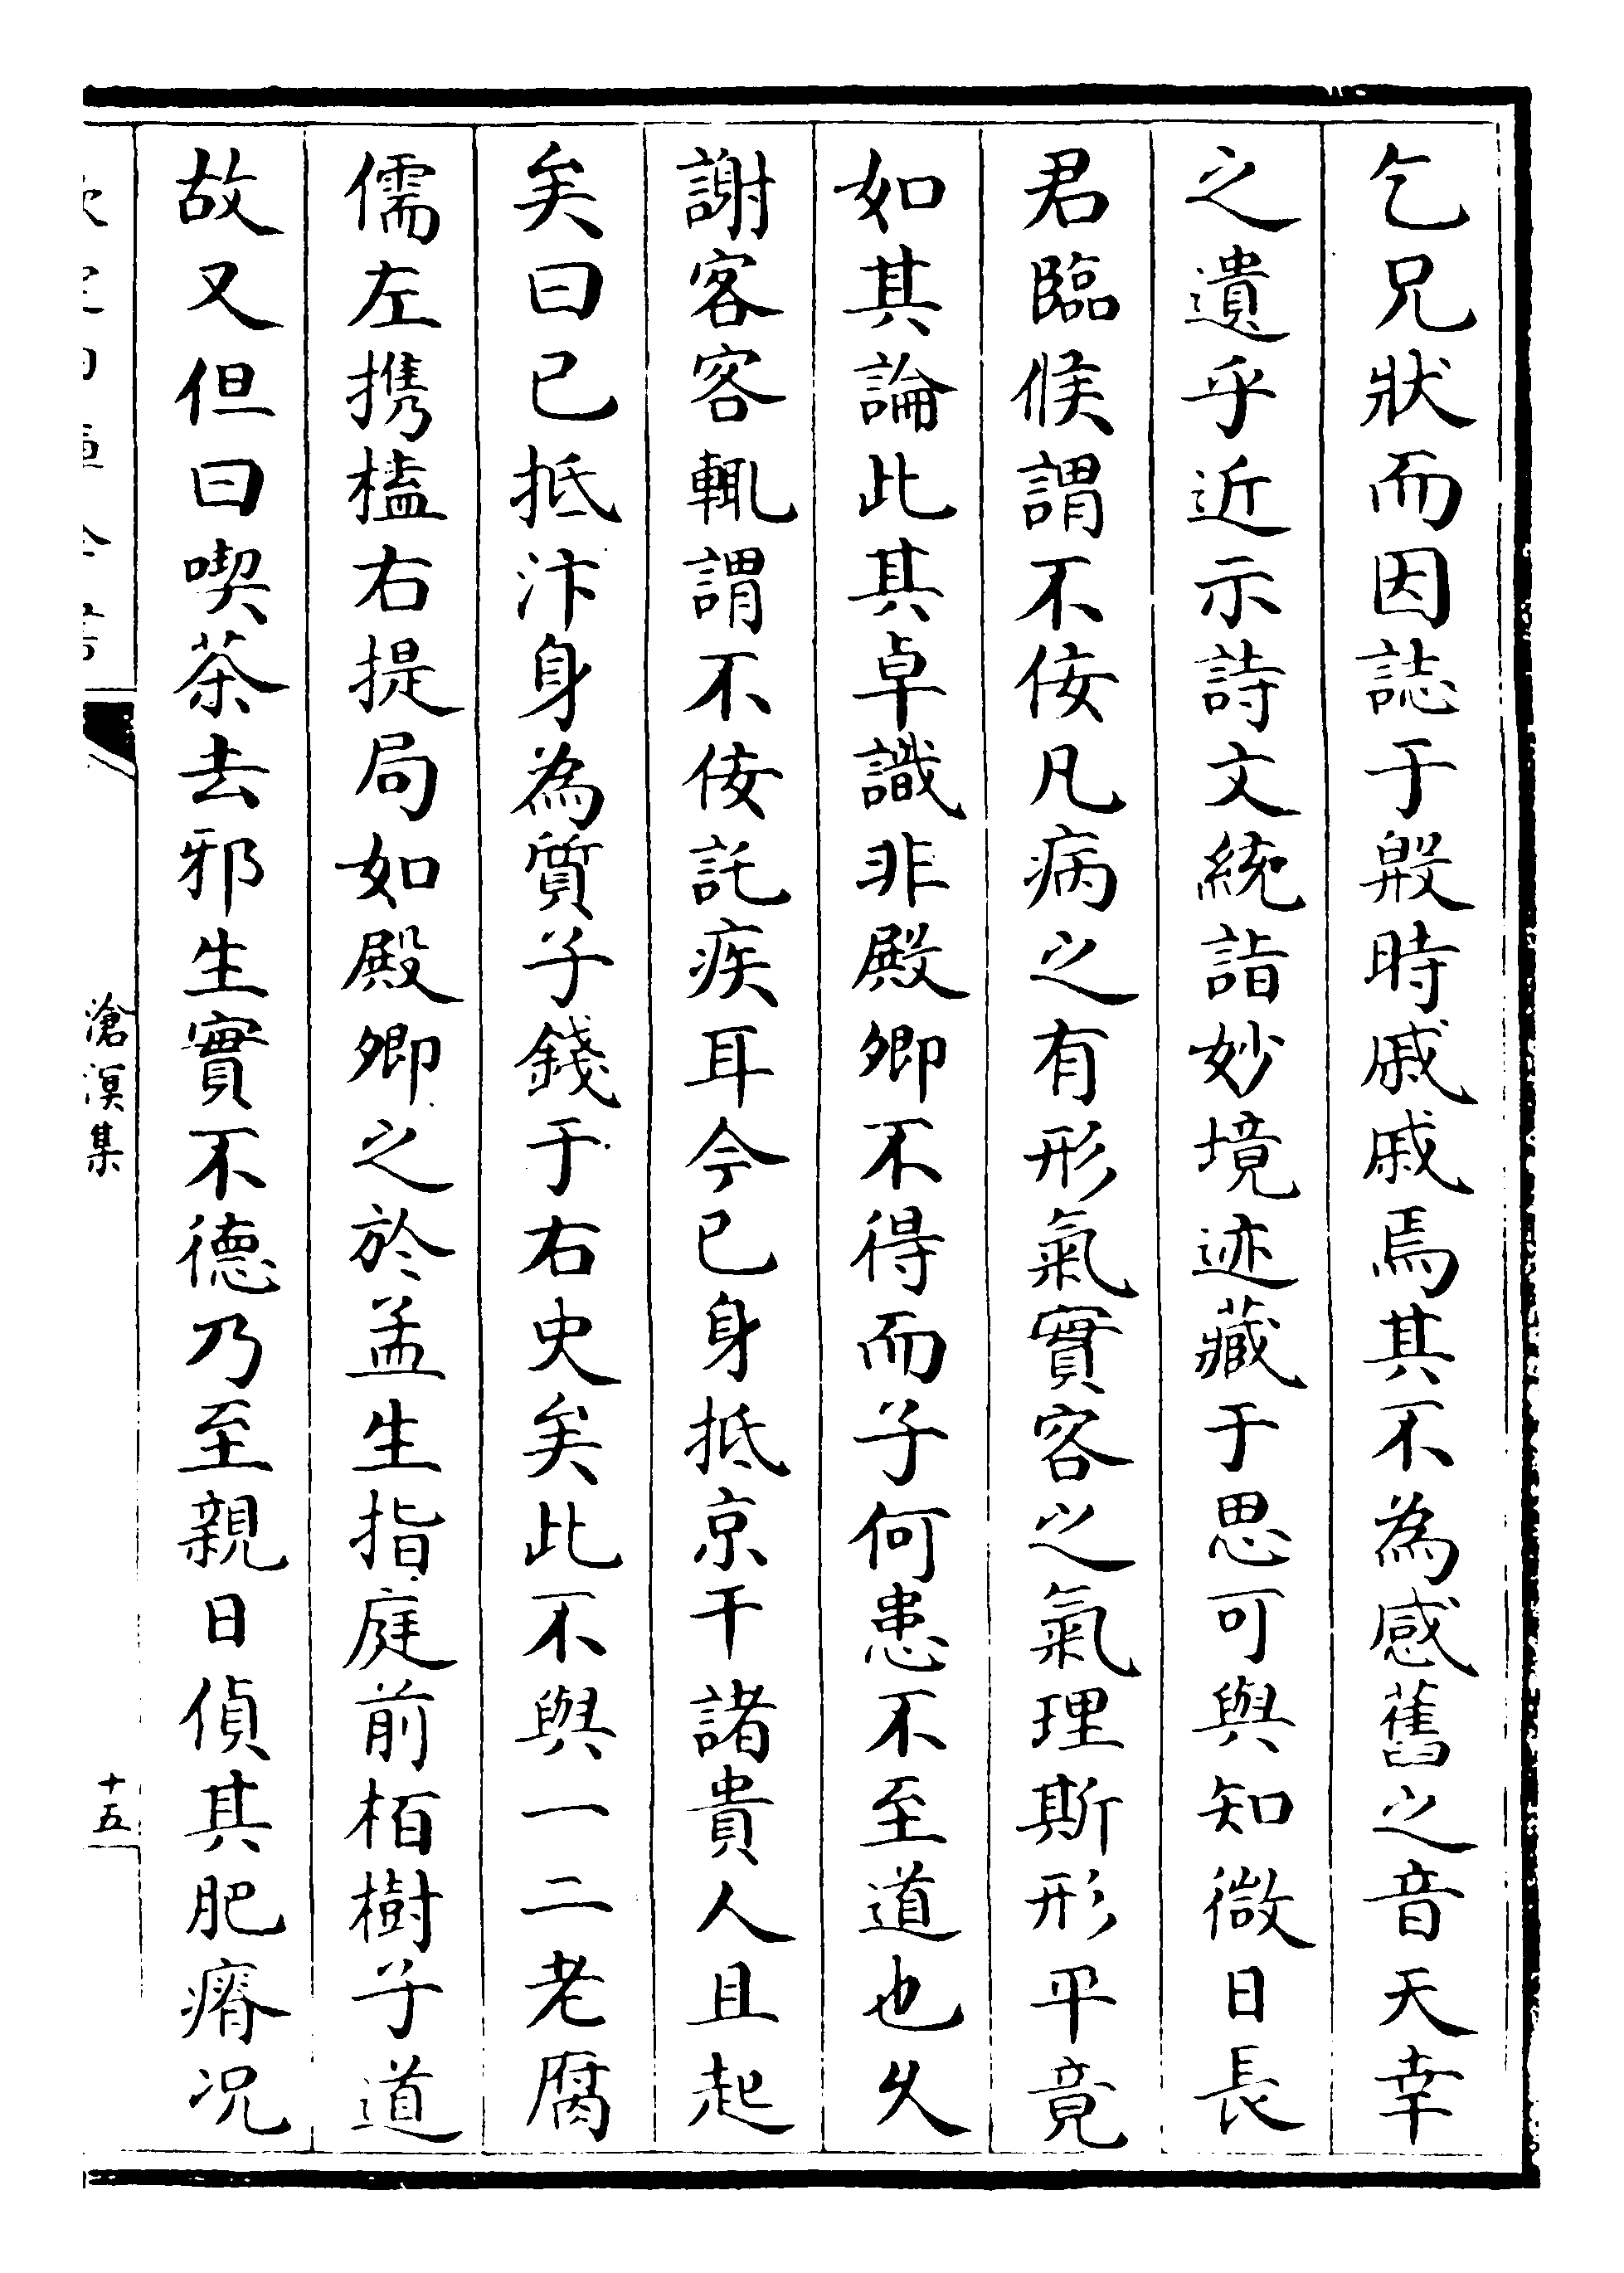 乞兄狀而因誌于殿時戚戚焉其不為感舊之音天幸
之遺乎近示詩文統詣妙境迹藏于思可與知微日長
君臨候謂不佞凡病之有形氣實客之氣理斯形平竟
如其論此其卓識非殿卿不得而子何患不至道也乆
謝客客輒謂不佞託疾耳今已身抵京干諸貴人且起
矣曰已抵汴身為質子錢于右史矣此不與一二老腐
儒左携榼右提局如殿卿之於孟生指庭前栢樹子道
故又但曰喫茶去邪生實不德乃至親日偵其肥瘠况
滄溟集
十五